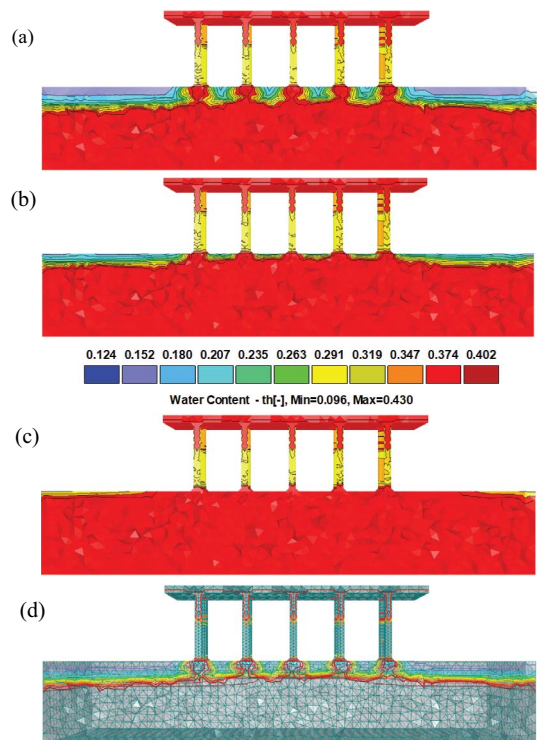 (a)
(b)
0.124 0.152 0.180 0.207 0.235 0.263 0.291 0.319 0.347 0.374 0.402
Water Content - th[-], Min=0.096, Max=0.430
(c)
(d)